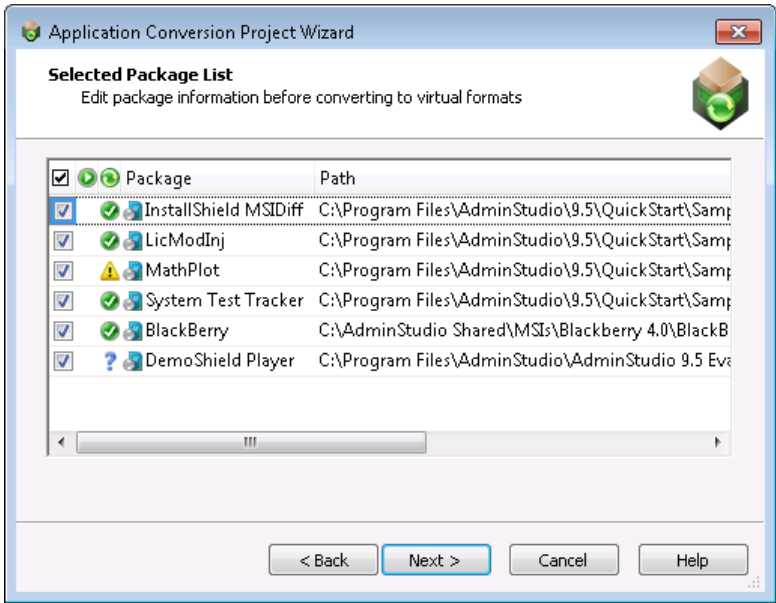 Application Conversion Project Wizard
Selected Package List
Edit package information before converting to virtual formats
Package Path
InstallShield MSIDiff C:\Program Files\AdminStudio\9.5\QuickStart\Samp
LicModInj C:\Program Files\AdminStudio\9.5\QuickStart\Samp
MathPlot C:\Program Files\AdminStudio\9.5\QuickStart\Samp
System Test Tracker C:\Program Files\AdminStudio\9.5\QuickStart\Samp
BlackBerry C:\AdminStudio Shared\MSIs\Blackberry 4.0\BlackB
DemoShield Player C:\Program Files\AdminStudio\AdminStudio 9.5 Eva
< Back Next > Cancel Help